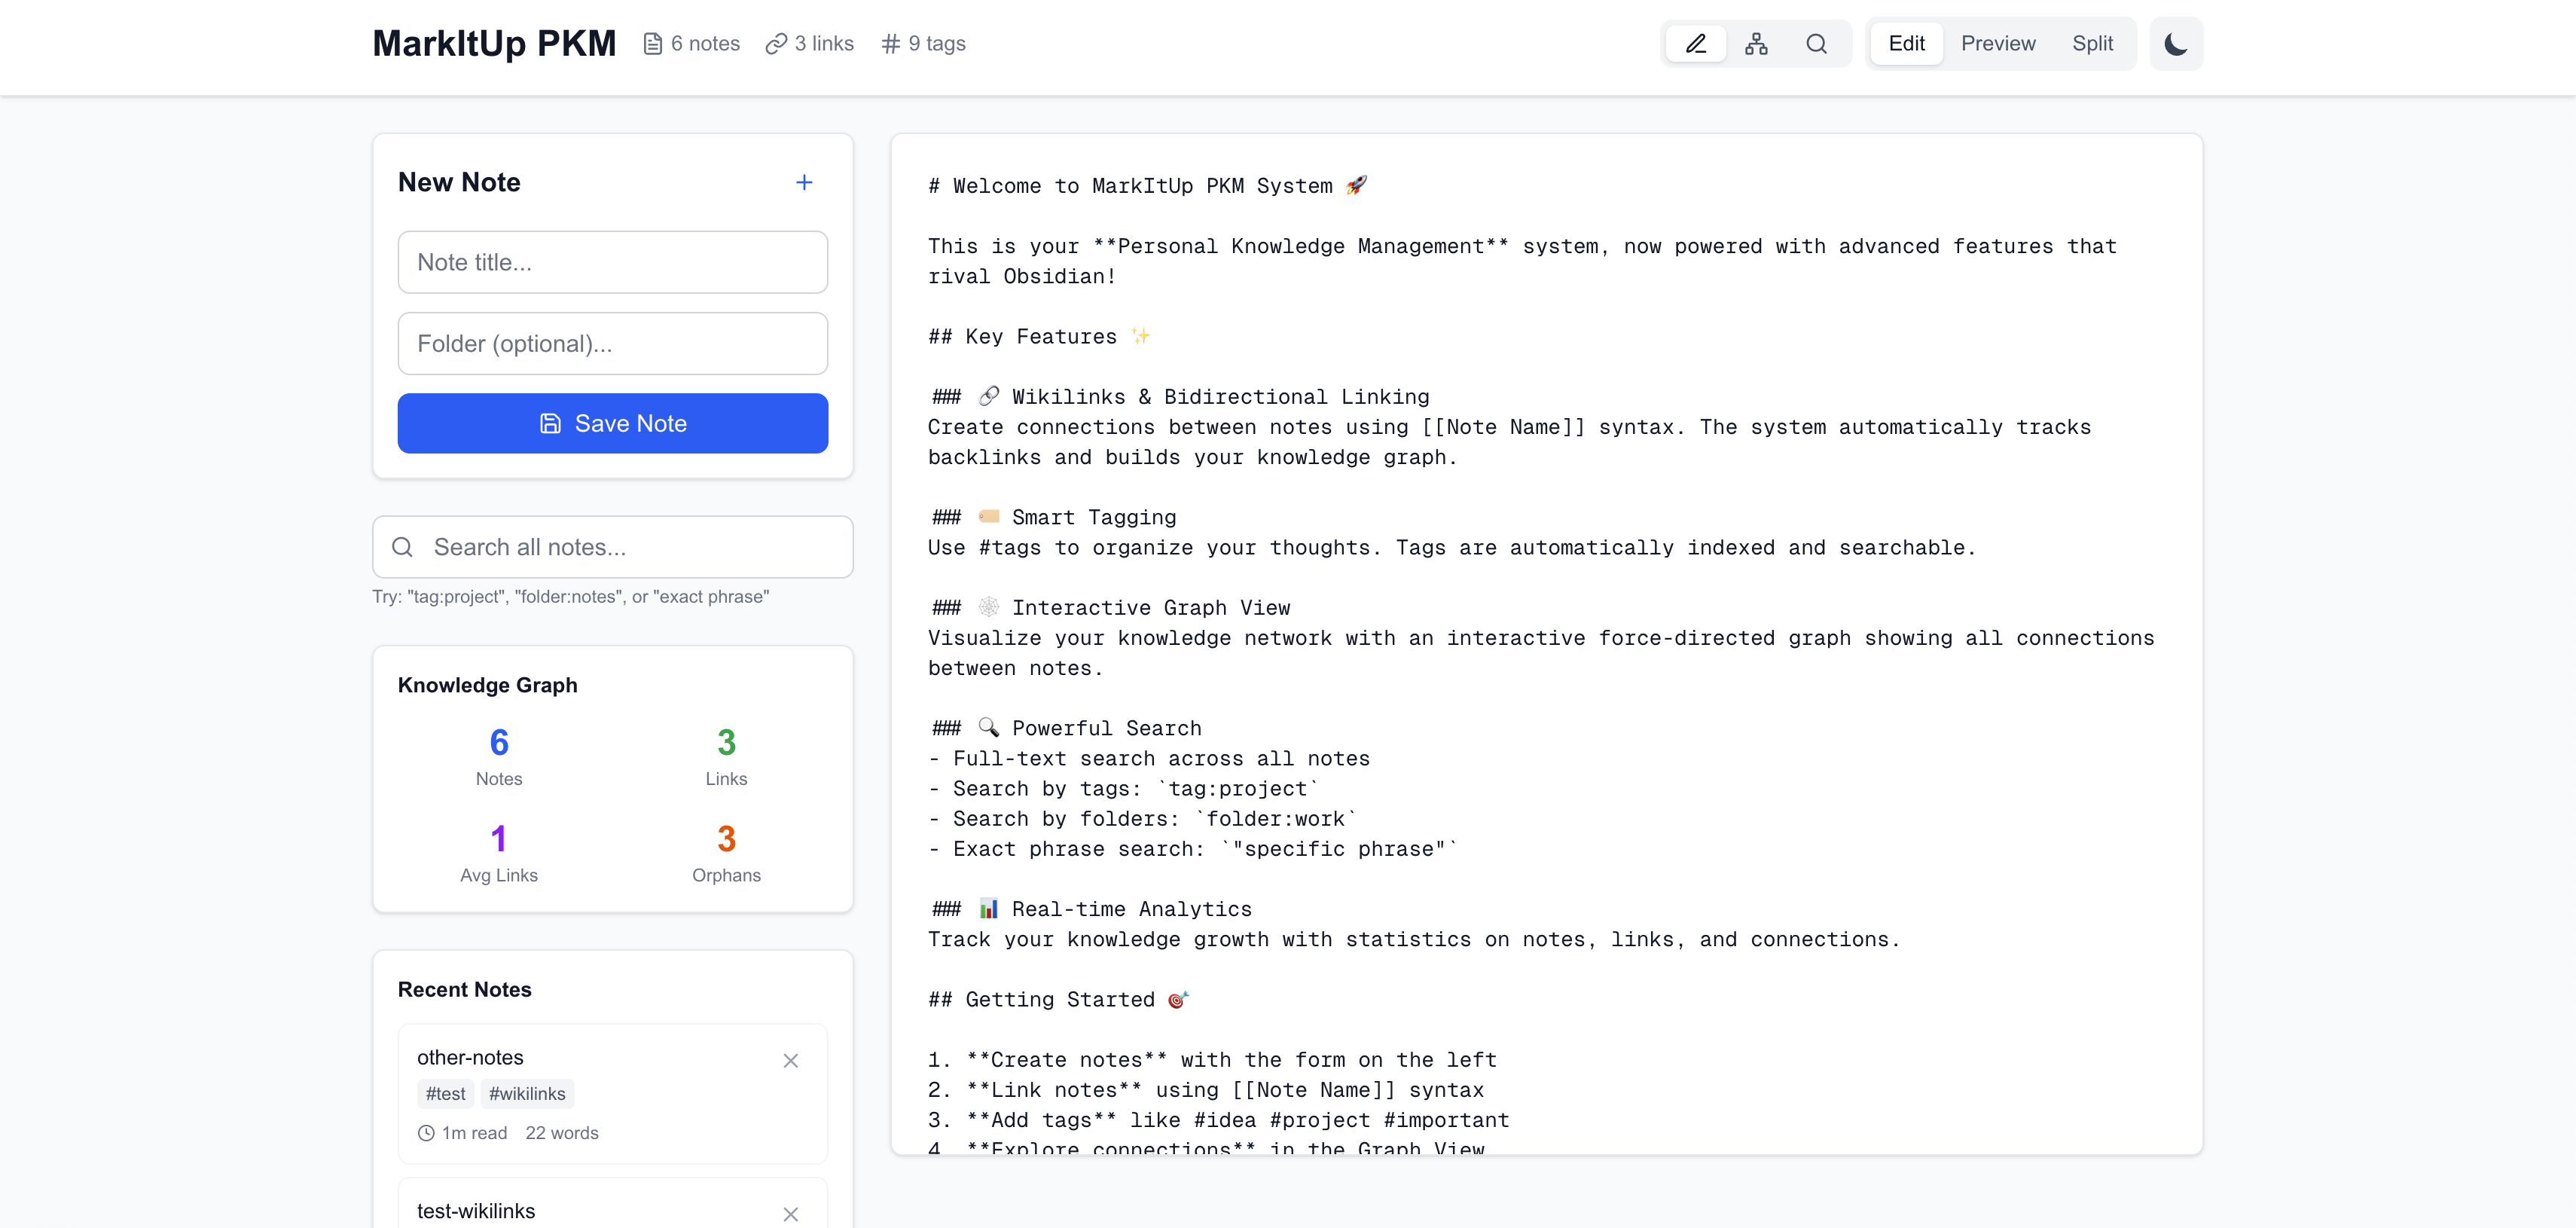 MarkItUp PKM
6 notes
3 links
9 tags
Edit
Preview
Split
New Note
Note title...
Folder (optional)...
Save Note
Search all notes...
Try: "tag:project", "folder:notes", or "exact phrase"
Knowledge Graph
6
Notes
3
Links
1
Avg Links
3
Orphans
Recent Notes
other-notes
#test #wikilinks
1m read 22 words
test-wikilinks
# Welcome to MarkItUp PKM System 🚀
This is your **Personal Knowledge Management** system, now powered with advanced features that
rival Obsidian!
## Key Features ✨
### 🔗 Wikilinks & Bidirectional Linking
Create connections between notes using [[Note Name]] syntax. The system automatically tracks
backlinks and builds your knowledge graph.
### 🏷️ Smart Tagging
Use #tags to organize your thoughts. Tags are automatically indexed and searchable.
### 🕸️ Interactive Graph View
Visualize your knowledge network with an interactive force-directed graph showing all connections
between notes.
### 🔍 Powerful Search
- Full-text search across all notes
- Search by tags: `tag:project`
- Search by folders: `folder:work`
- Exact phrase search: `"specific phrase"`
### 📊 Real-time Analytics
Track your knowledge growth with statistics on notes, links, and connections.
## Getting Started 🎯
1. **Create notes** with the form on the left
2. **Link notes** using [[Note Name]] syntax
3. **Add tags** like #idea #project #important
4. **Explore connections** in the Graph View